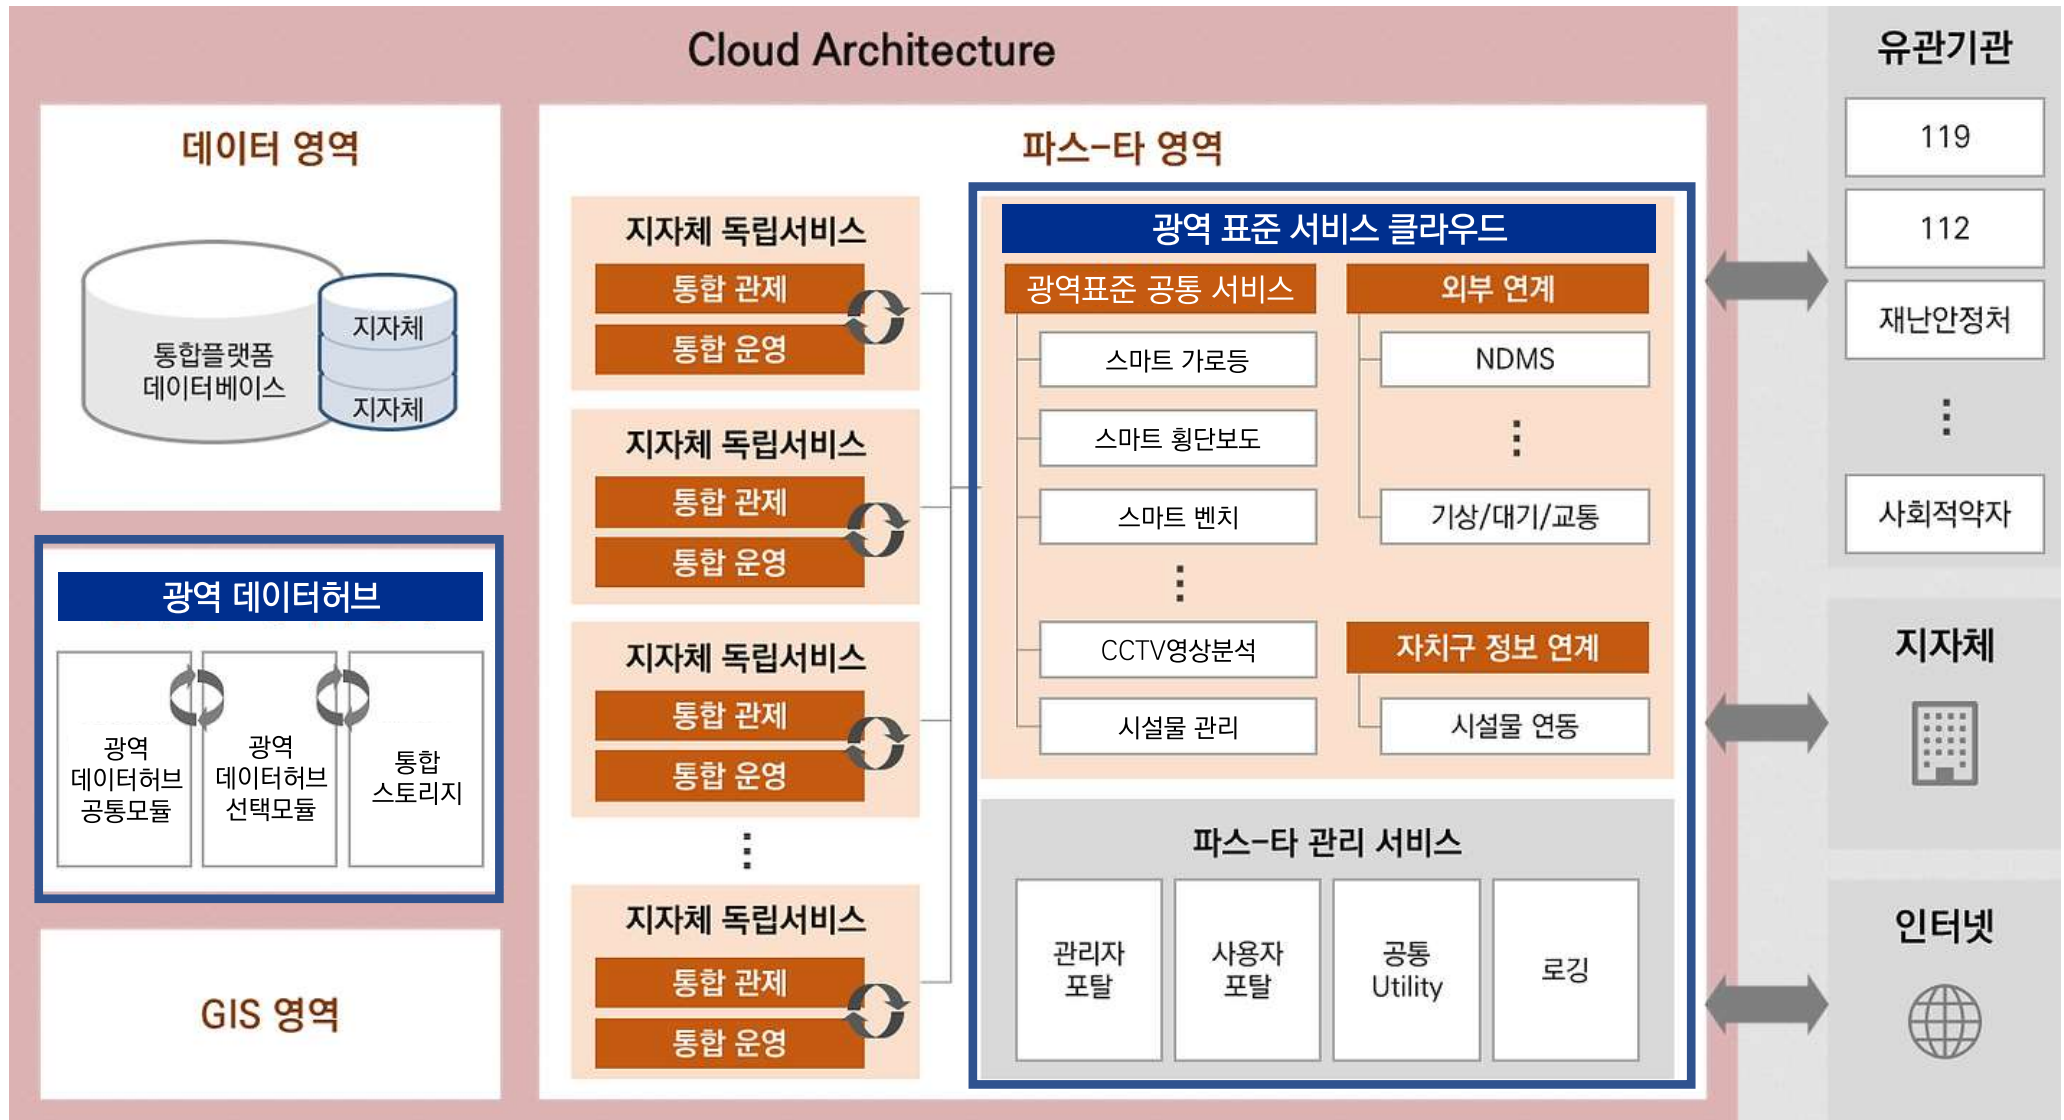 Cloud Architecture
데이터 영역
통합플랫폼
데이터베이스
지자체
지자체
광역 데이터허브
광역
데이터허브
공통모듈
광역
데이터허브
선택모듈
통합
스토리지
GIS 영역
파스-타 영역
지자체 독립서비스
통합 관제
통합 운영
지자체 독립서비스
통합 관제
통합 운영
지자체 독립서비스
통합 관제
통합 운영
지자체 독립서비스
통합 관제
통합 운영
광역 표준 서비스 클라우드
광역표준 공통 서비스
스마트 가로등
스마트 횡단보도
스마트 벤치
CCTV영상분석
시설물 관리
외부 연계
NDMS
기상/대기/교통
자치구 정보 연계
시설물 연동
파스-타 관리 서비스
관리자
포탈
사용자
포탈
공통
Utility
로깅
유관기관
119
112
재난안정처
사회적약자
지자체
인터넷